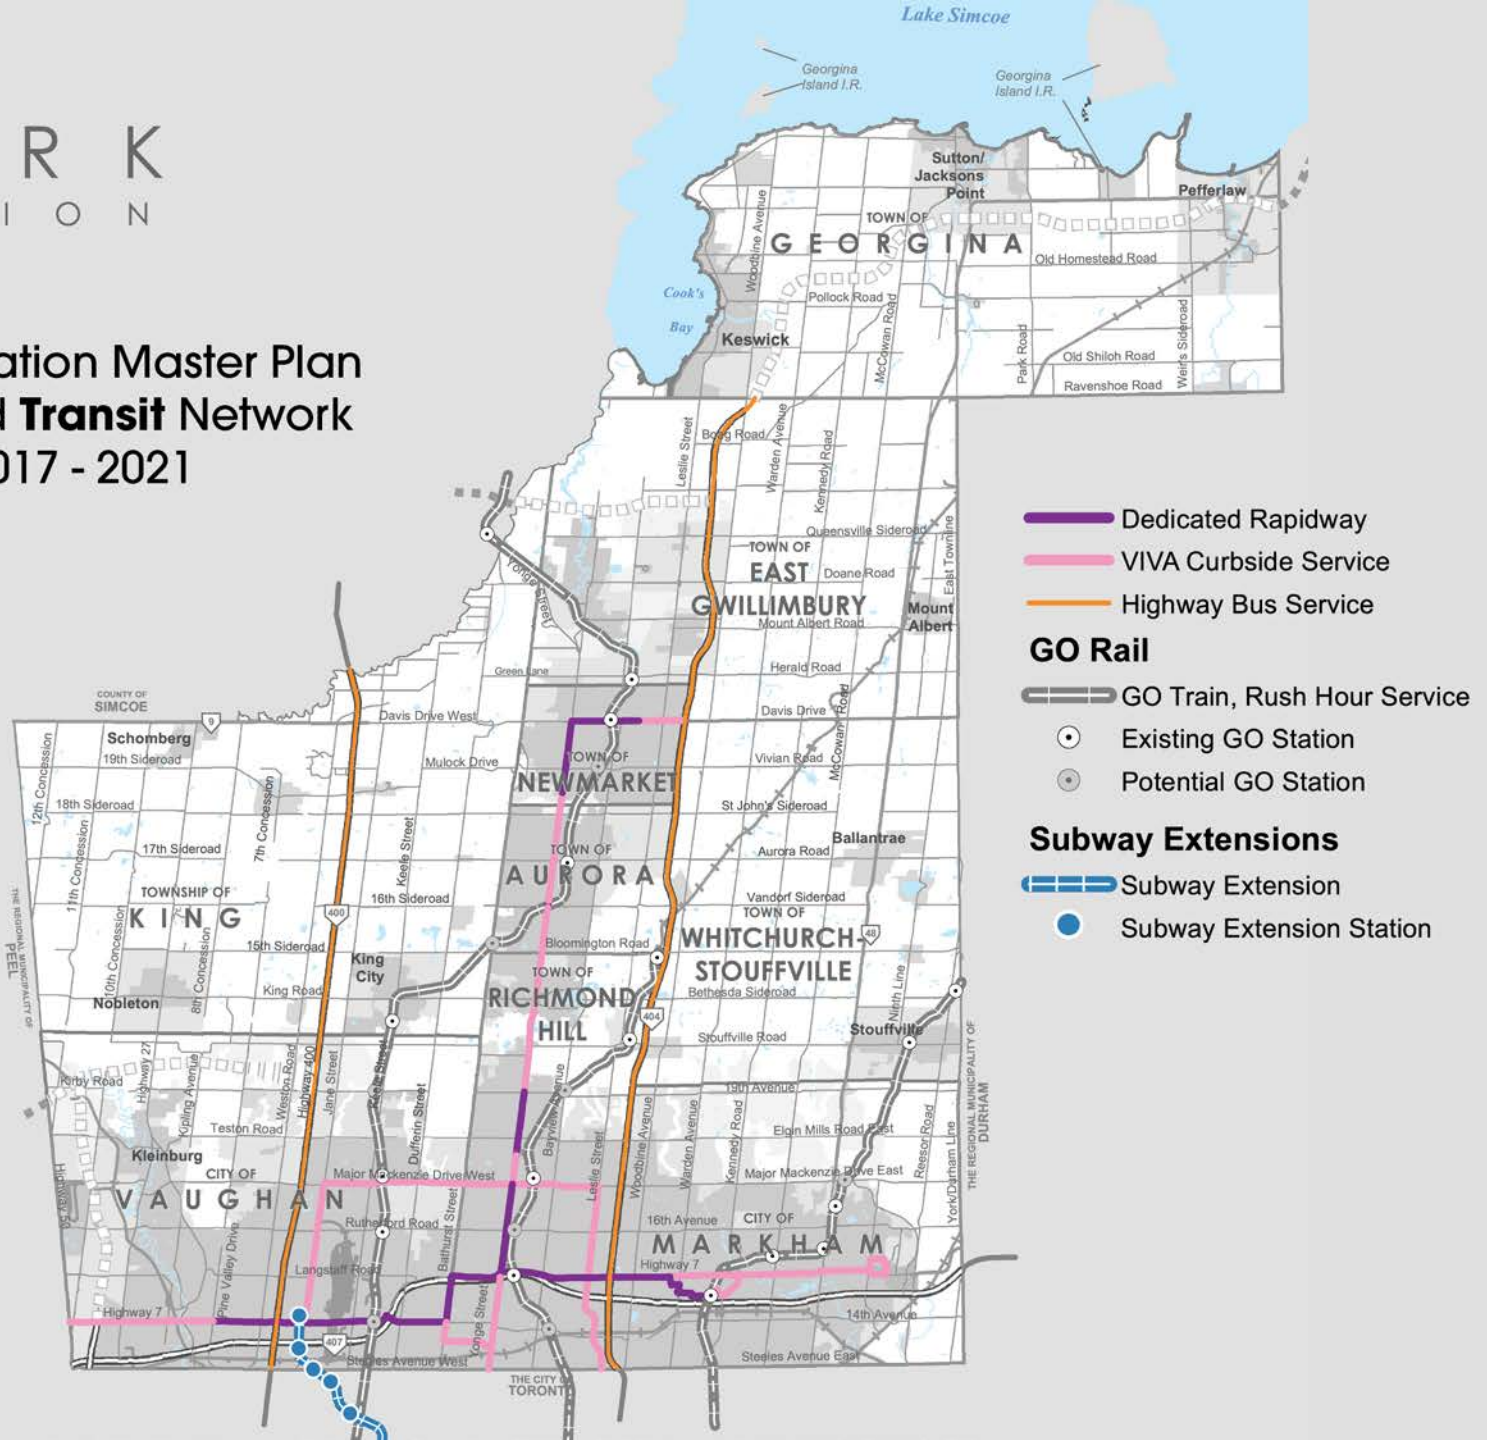 Lake Simcoe
Georgina
Island I.R.
Georgina
Island I.R.
R K
I O N
Sutton/
Jacksons
Point
Pefferlaw
Woodbine Avenue
TOWN OF
GEORGINA
Old Homestead Road
Cook's
Bay
Pollock Road
McCowan Road
Keswick
Park Road
Old Shiloh Road
Weir's Sideroad
Ravenshoe Road
ation Master Plan
d Transit Network
017 - 2021
Leslie Street
Boag Road
Warden Avenue
Kennedy Road
Queensville Sideroad
East Townline
TOWN OF
EAST
GWILLIMBURY
Doane Road
Yonge Street
Mount
Albert
Mount Albert Road
Green Lane
Herald Road
Dedicated Rapidway
VIVA Curbside Service
Highway Bus Service
GO Rail
GO Train, Rush Hour Service
Existing GO Station
Potential GO Station
Subway Extensions
Subway Extension
Subway Extension Station
COUNTY OF
SIMCOE
9
Davis Drive West
Davis Drive
McCowan Road
Schomberg
19th Sideroad
12th Concession
Mulock Drive
TOWN OF
NEWMARKET
Vivian Road
18th Sideroad
7th Concession
St John's Sideroad
11th Concession
17th Sideroad
Keele Street
TOWN OF
AURORA
Ballantrae
Aurora Road
TOWNSHIP OF
KING
16th Sideroad
Vandorf Sideroad
THE REGIONAL MUNICIPALITY OF
PEEL
400
10th Concession
8th Concession
15th Sideroad
King
City
Bloomington Road
TOWN OF
WHITCHURCH-
STOUFFVILLE
48
Nobleton
King Road
TOWN OF
RICHMOND
HILL
Bethesda Sideroad
Ninth Line
404
Stouffville Road
Stouffville
Kirby Road
Highway 27
Kipling Avenue
Weston Road
Highway 400
Jane Street
Keele Street
Dufferin Street
Bayview Avenue
19th Avenue
Teston Road
Woodbine Avenue
Warden Avenue
Kennedy Road
Elgin Mills Road East
Reesor Road
York/Durham Line
THE REGIONAL MUNICIPALITY OF
DURHAM
Kleinburg
CITY OF
VAUGHAN
Major Mackenzie Drive West
Leslie Street
Major Mackenzie Drive East
Highway 50
Pine Valley Drive
Rutherford Road
Bathurst Street
16th Avenue
CITY OF
MARKHAM
Langstaff Road
Highway 7
Highway 7
Yonge Street
14th Avenue
407
Steeles Avenue West
Steeles Avenue East
THE CITY OF
TORONTO